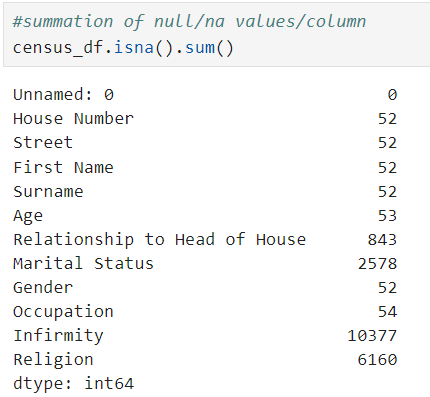 #summation of null/na values/column
census_df.isna().sum()
Unnamed: 0 0
House Number 52
Street 52
First Name 52
Surname 52
Age 53
Relationship to Head of House 843
Marital Status 2578
Gender 52
Occupation 54
Infirmity 10377
Religion 6160
dtype: int64